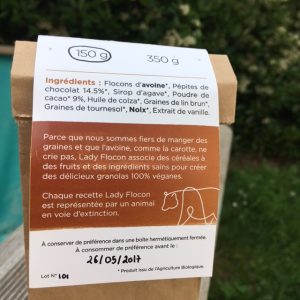 150 g 350 g
Ingrédients : Flocons d'avoine*, Pépites de
chocolat 14.5%*, Sirop d'agave*, Poudre de
cacao* 9%, Huile de colza*, Graines de lin brun*,
Graines de tournesol*, Noix*, Extrait de vanille.
Parce que nous sommes fiers de manger des
graines et que l'avoine, comme la carotte, ne
crie pas, Lady Flocon associe des céréales à
des fruits et des ingrédients sains pour créer
des délicieux granolas 100% véganes.
Chaque recette Lady Flocon
est représentée par un animal
en voie d'extinction.
À conserver de préférence dans une boîte hermétiquement fermée.
À consommer de préférence avant le :
26/05/2017
Lot N° 101
*Produit issu de l'Agriculture Biologique.